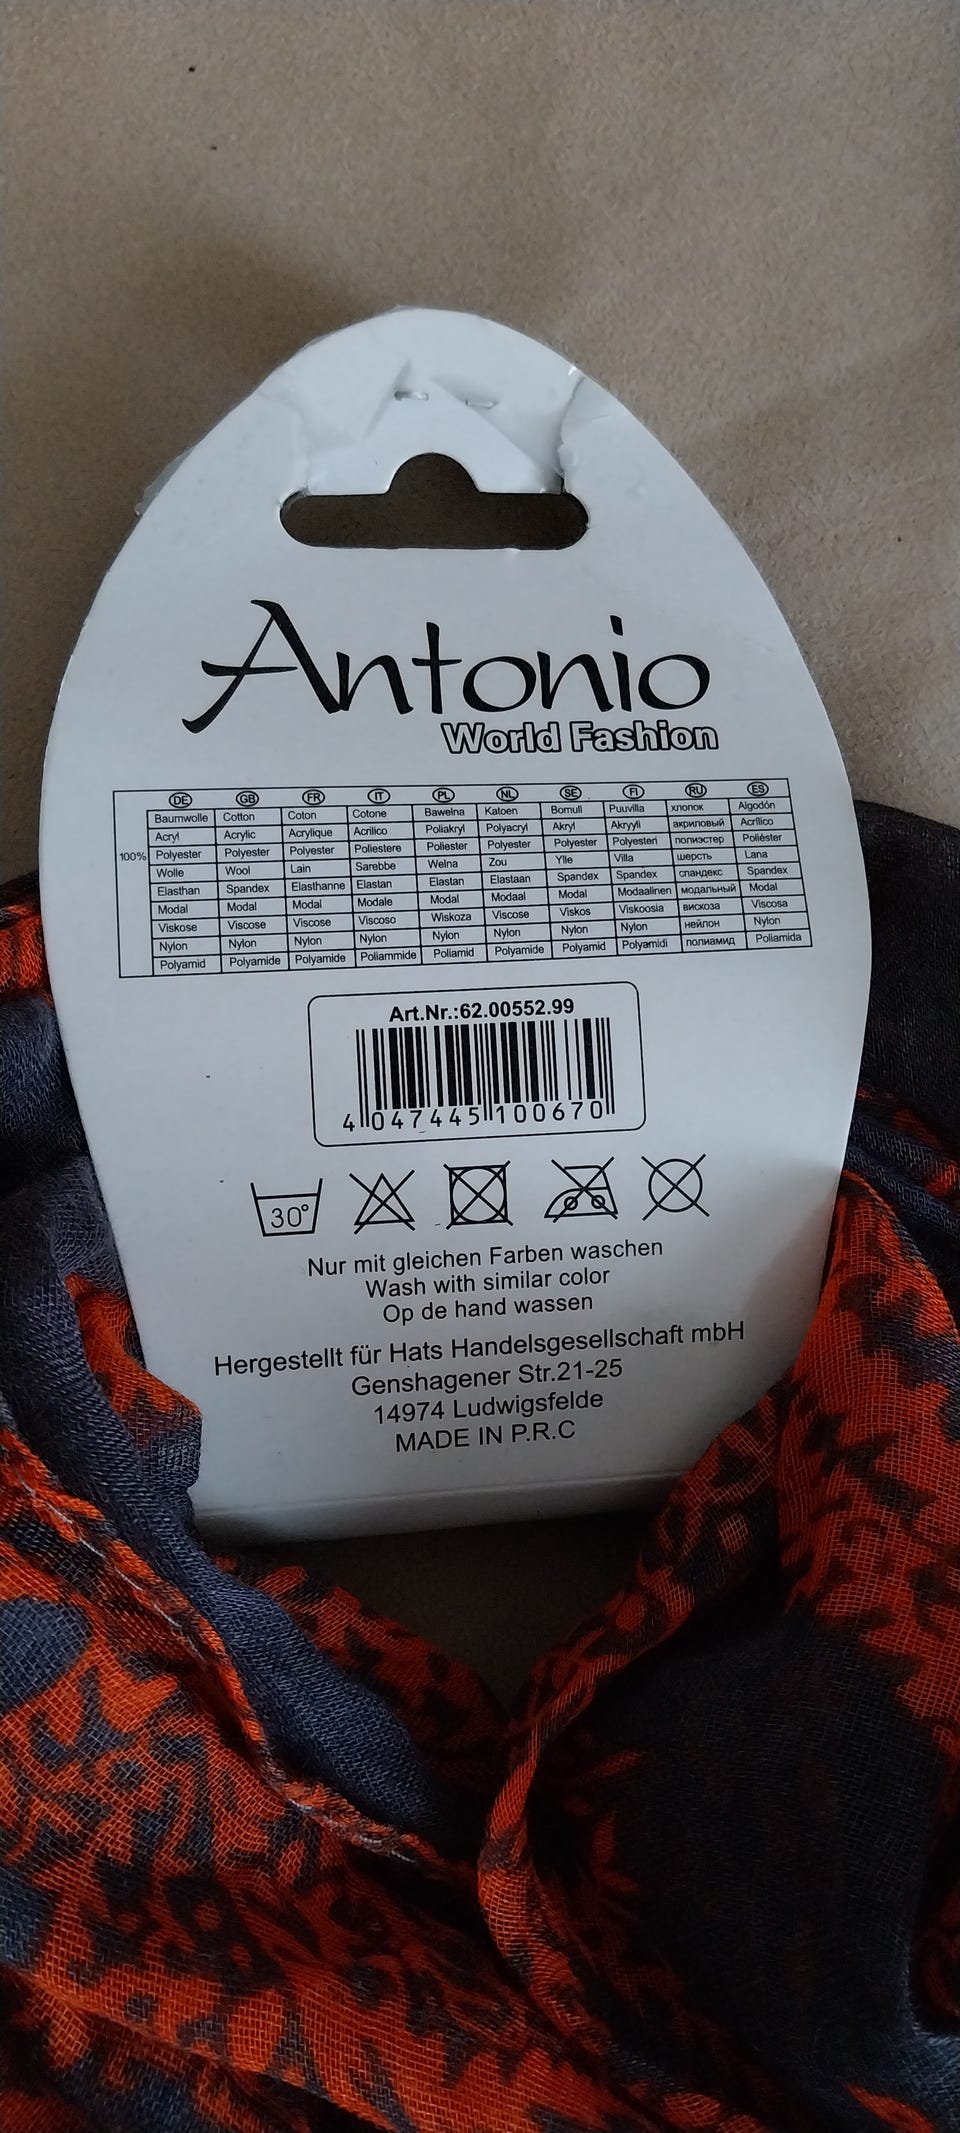 Antonio
World Fashion
DE GB FR IT PL NL SE FI RU ES
Baumwolle Cotton Coton Cotone Bawelna Katoen Bomull Puuvilla хлопок Algodón
Acryl Acrylic Acrylique Acrilico Poliakryl Polyacryl Akryl Akryyli акриловый Acrílico
100% Polyester Polyester Polyester Poliestere Poliester Polyester Polyester Polyesteri полиэстер Poliéster
Wolle Wool Lain Sarebbe Welna Zou Ylle Villa шерсть Lana
Elasthan Spandex Elasthanne Elastan Elastan Elastaan Spandex Spandex спандекс Spandex
Modal Modal Modal Modale Modal Modaal Modal Modaalinen модальный Modal
Viskose Viscose Viscose Viscoso Wiskoza Viscose Viskos Viskoosia вискоза Viscosa
Nylon Nylon Nylon Nylon Nylon Nylon Nylon Nylon нейлон Nylon
Polyamid Polyamide Polyamide Poliammide Poliamid Polyamide Polyamid Polyamidi полиамид Poliamida
Art.Nr.:62.00552.99
4 047445 100670
30°
Nur mit gleichen Farben waschen
Wash with similar color
Op de hand wassen
Hergestellt für Hats Handelsgesellschaft mbH
Genshagener Str.21-25
14974 Ludwigsfelde
MADE IN P.R.C